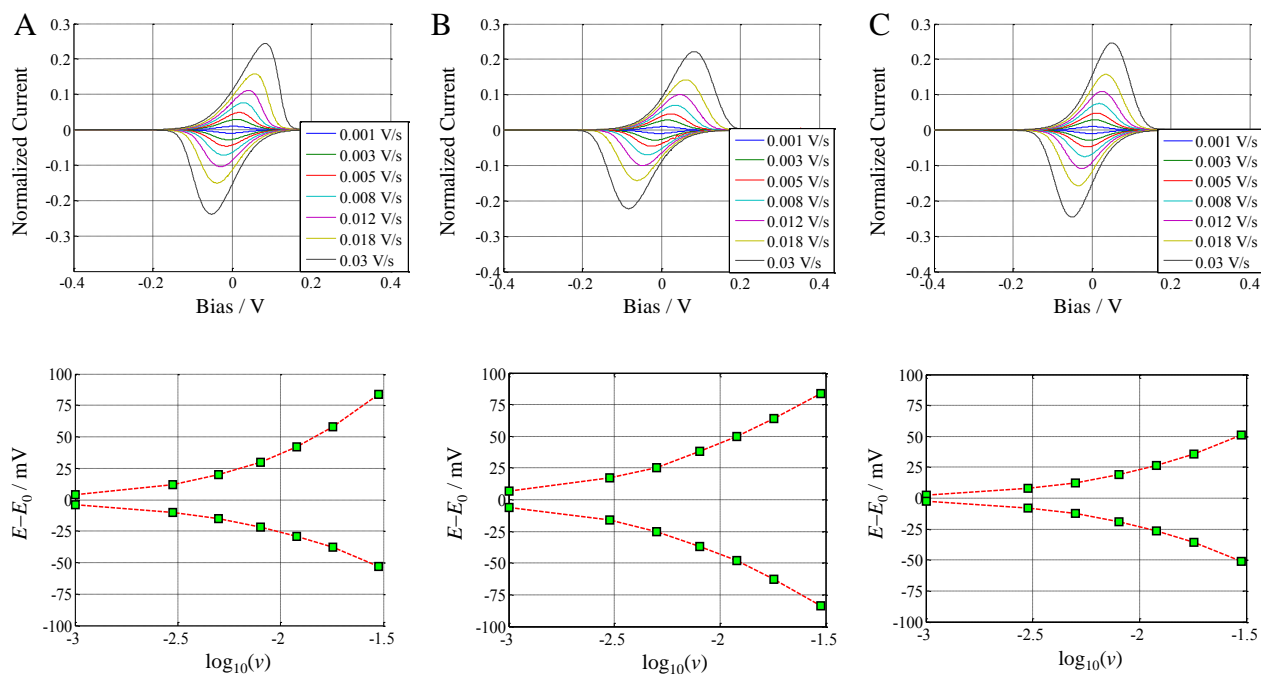 A
Normalized Current
0.3
0.2
0.1
0
-0.1
-0.2
-0.3
-0.4
-0.4
-0.2
0
0.2
0.4
Bias / V
0.001 V/s
0.003 V/s
0.005 V/s
0.008 V/s
0.012 V/s
0.018 V/s
0.03 V/s
B
Normalized Current
0.3
0.2
0.1
0
-0.1
-0.2
-0.3
-0.4
-0.4
-0.2
0
0.2
0.4
Bias / V
0.001 V/s
0.003 V/s
0.005 V/s
0.008 V/s
0.012 V/s
0.018 V/s
0.03 V/s
C
Normalized Current
0.3
0.2
0.1
0
-0.1
-0.2
-0.3
-0.4
-0.4
-0.2
0
0.2
0.4
Bias / V
0.001 V/s
0.003 V/s
0.005 V/s
0.008 V/s
0.012 V/s
0.018 V/s
0.03 V/s
E−E0 / mV
100
75
50
25
0
-25
-50
-75
-100
-3
-2.5
-2
-1.5
log10(v)
E−E0 / mV
100
75
50
25
0
-25
-50
-75
-100
-3
-2.5
-2
-1.5
log10(v)
E−E0 / mV
100
75
50
25
0
-25
-50
-75
-100
-3
-2.5
-2
-1.5
log10(v)